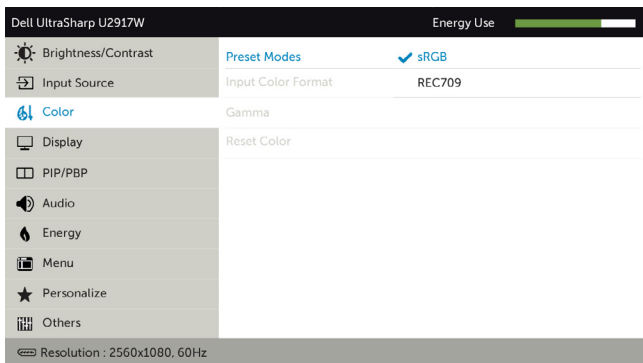 Dell UltraSharp U2917W
Energy Use
Brightness/Contrast
Preset Modes
sRGB
Input Source
Input Color Format
REC709
Color
Gamma
Display
Reset Color
PIP/PBP
Audio
Energy
Menu
Personalize
Others
Resolution : 2560x1080, 60Hz